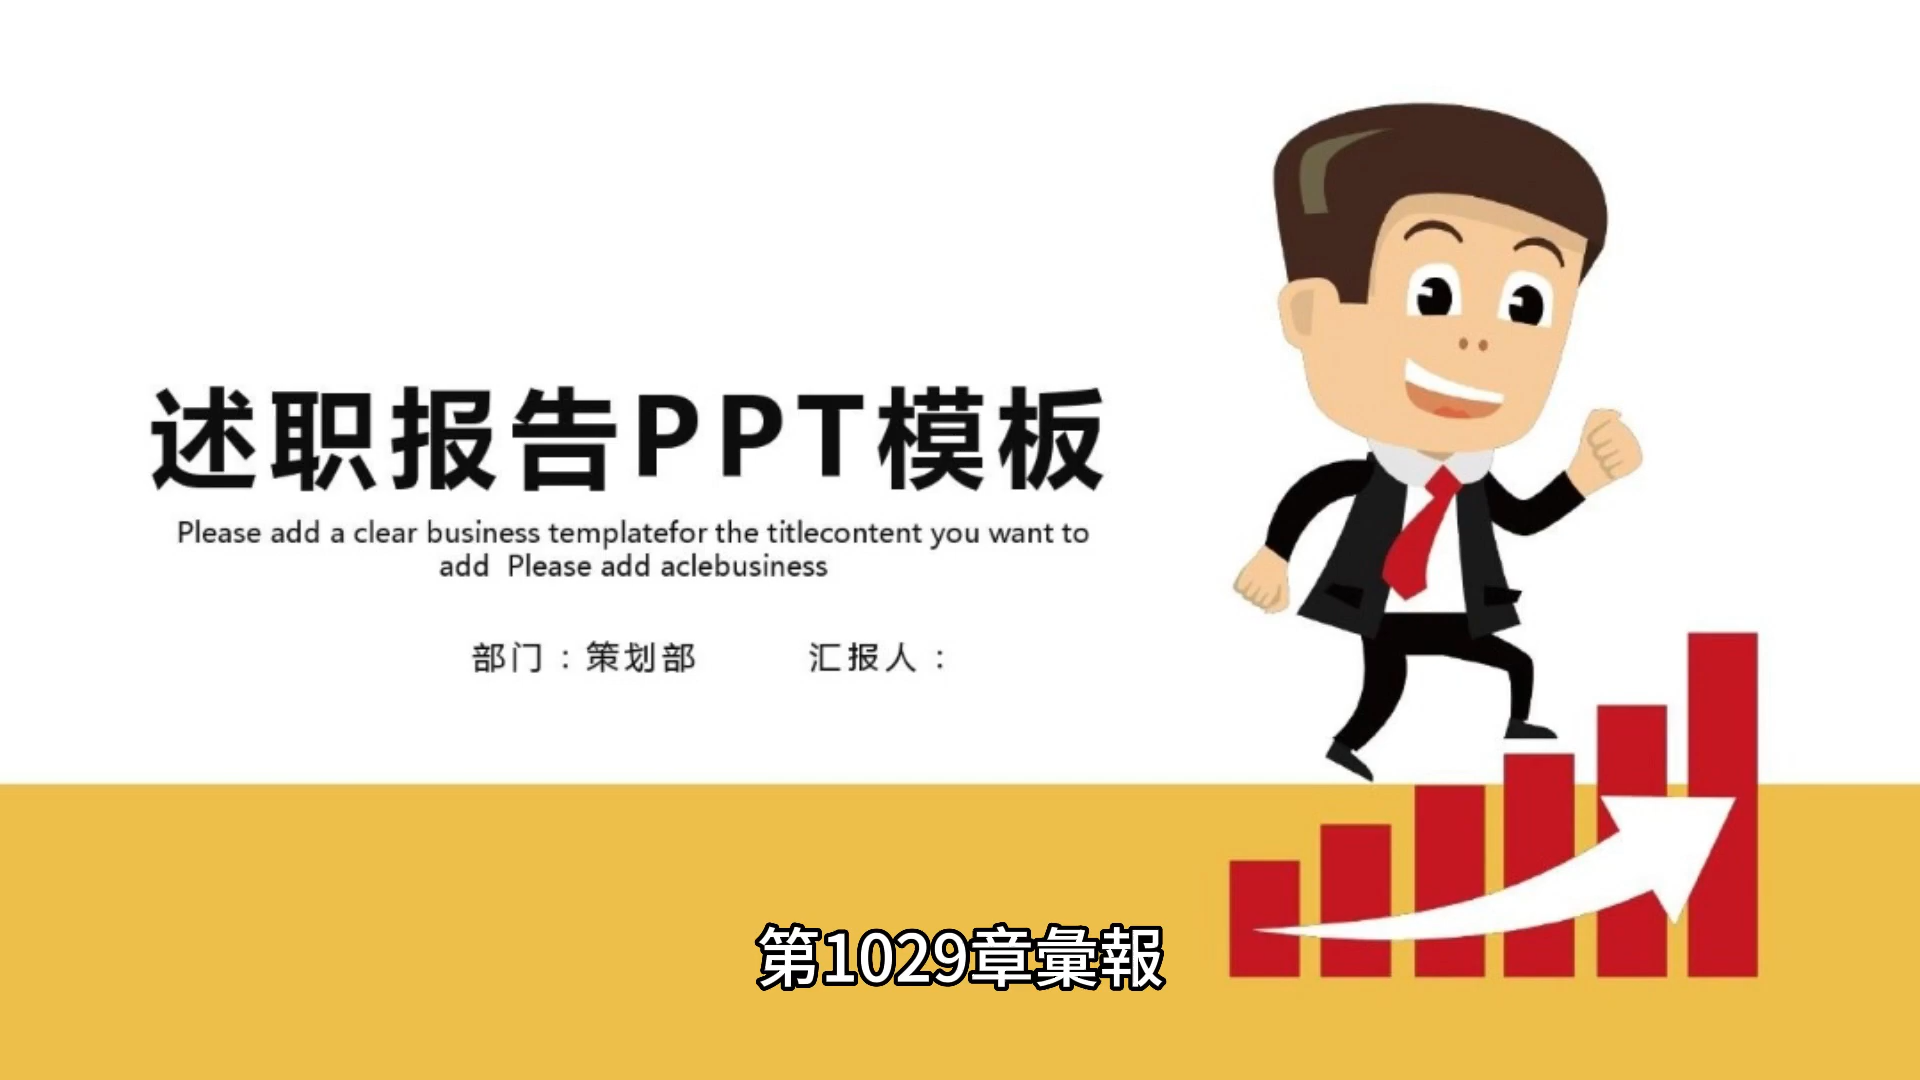 述职报告PPT模板
Please add a clear business templatefor the titlecontent you want to
add  Please add aclebusiness
部门：策划部 汇报人：
第1029章彙報